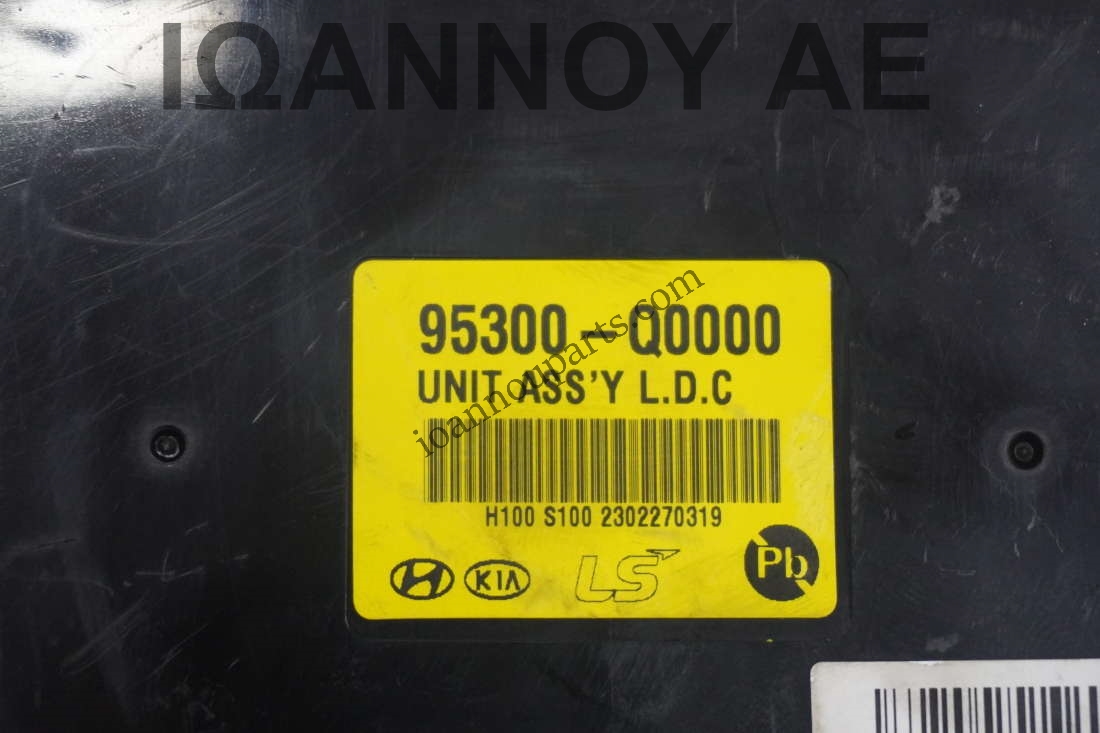 ΙΩΑΝΝΟΥ ΑΕ
95300-Q0000
UNIT ASS'Y L.D.C
ioannouparts.com
H100 S100 2302270319
KIA LS Pb